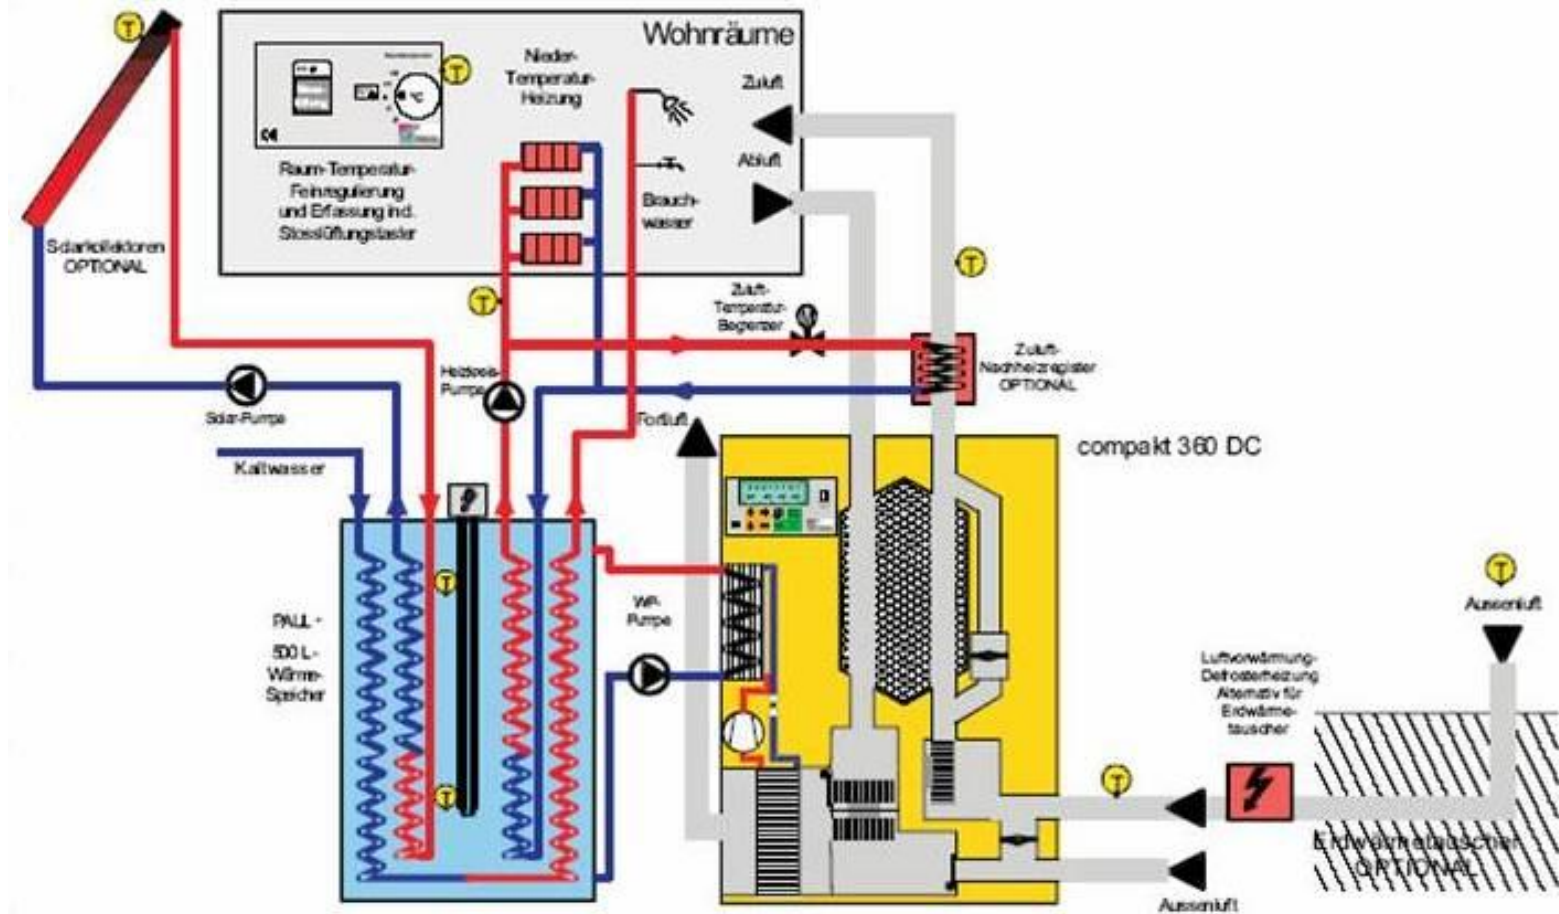 Wohnräume
Nieder-
Temperatur-
Heizung
Zuluft
°C
CE
Abluft
Raum-Temperatur-
Feinregulierung
und Erfassung incl.
Stosslüftungstaster
Brauch-
wasser
T
T
T
T
Solarkollektoren
OPTIONAL
Zuluft-
Temperatur-
Begrenzer
Zuluft-
Nachheizregister
OPTIONAL
Heizkreis-
Pumpe
Solar-Pumpe
Fortluft
Kaltwasser
compakt 360 DC
PAUL -
500 L-
Wärme-
Speicher
T
T
WP-
Pumpe
T
Aussenluft
Luftvorwärmung-
Defrosterheizung
Alternativ für
Erdwärme-
tauscher
T
Erdwärmetauscher
OPTIONAL
Aussenluft